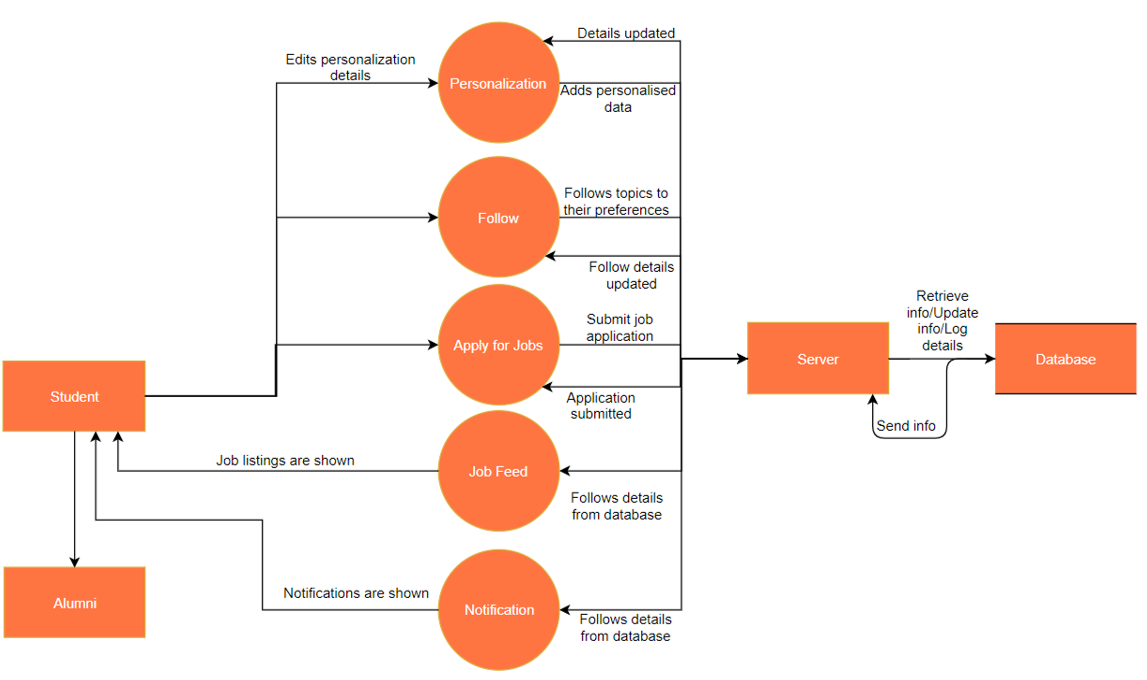 Details updated
Edits personalization
details
Personalization
Adds personalised
data
Follows topics to
their preferences
Follow
Follow details
updated
Retrieve
info/Update
info/Log
details
Submit job
application
Apply for Jobs
Server
Database
Student
Application
submitted
Send info
Job listings are shown
Job Feed
Follows details
from database
Notifications are shown
Alumni
Notification
Follows details
from database